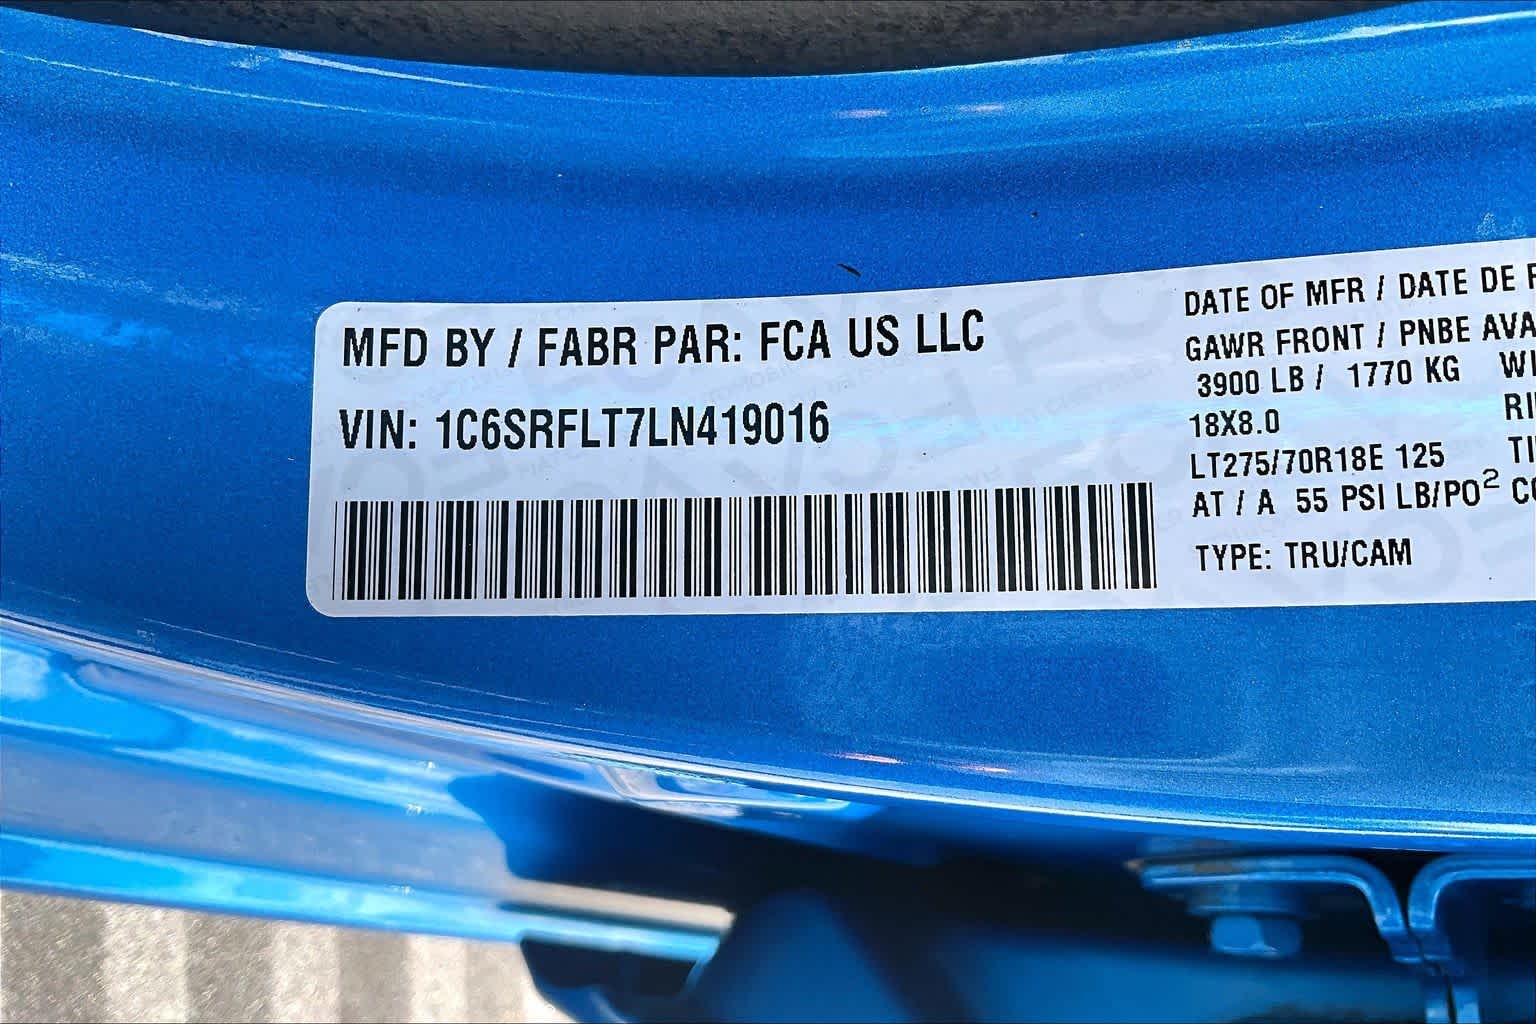 MFD BY / FABR PAR: FCA US LLC
VIN: 1C6SRFLT7LN419016
DATE OF MFR / DATE DE
GAWR FRONT / PNBE
3900 LB / 1770 KG
18X8.0
LT275/70R18E 125
AT / A 55 PSI LB/PO²
TYPE: TRU/CAM